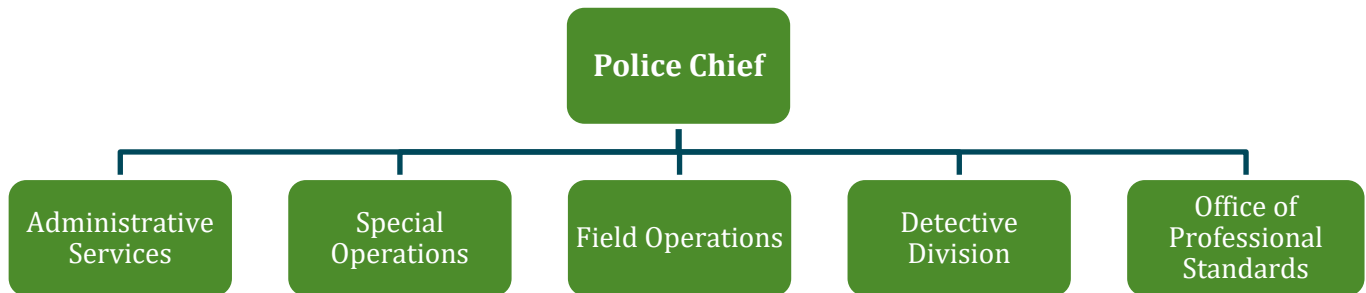 Police Chief
Administrative
Services
Special
Operations
Field Operations
Detective
Division
Office of
Professional
Standards